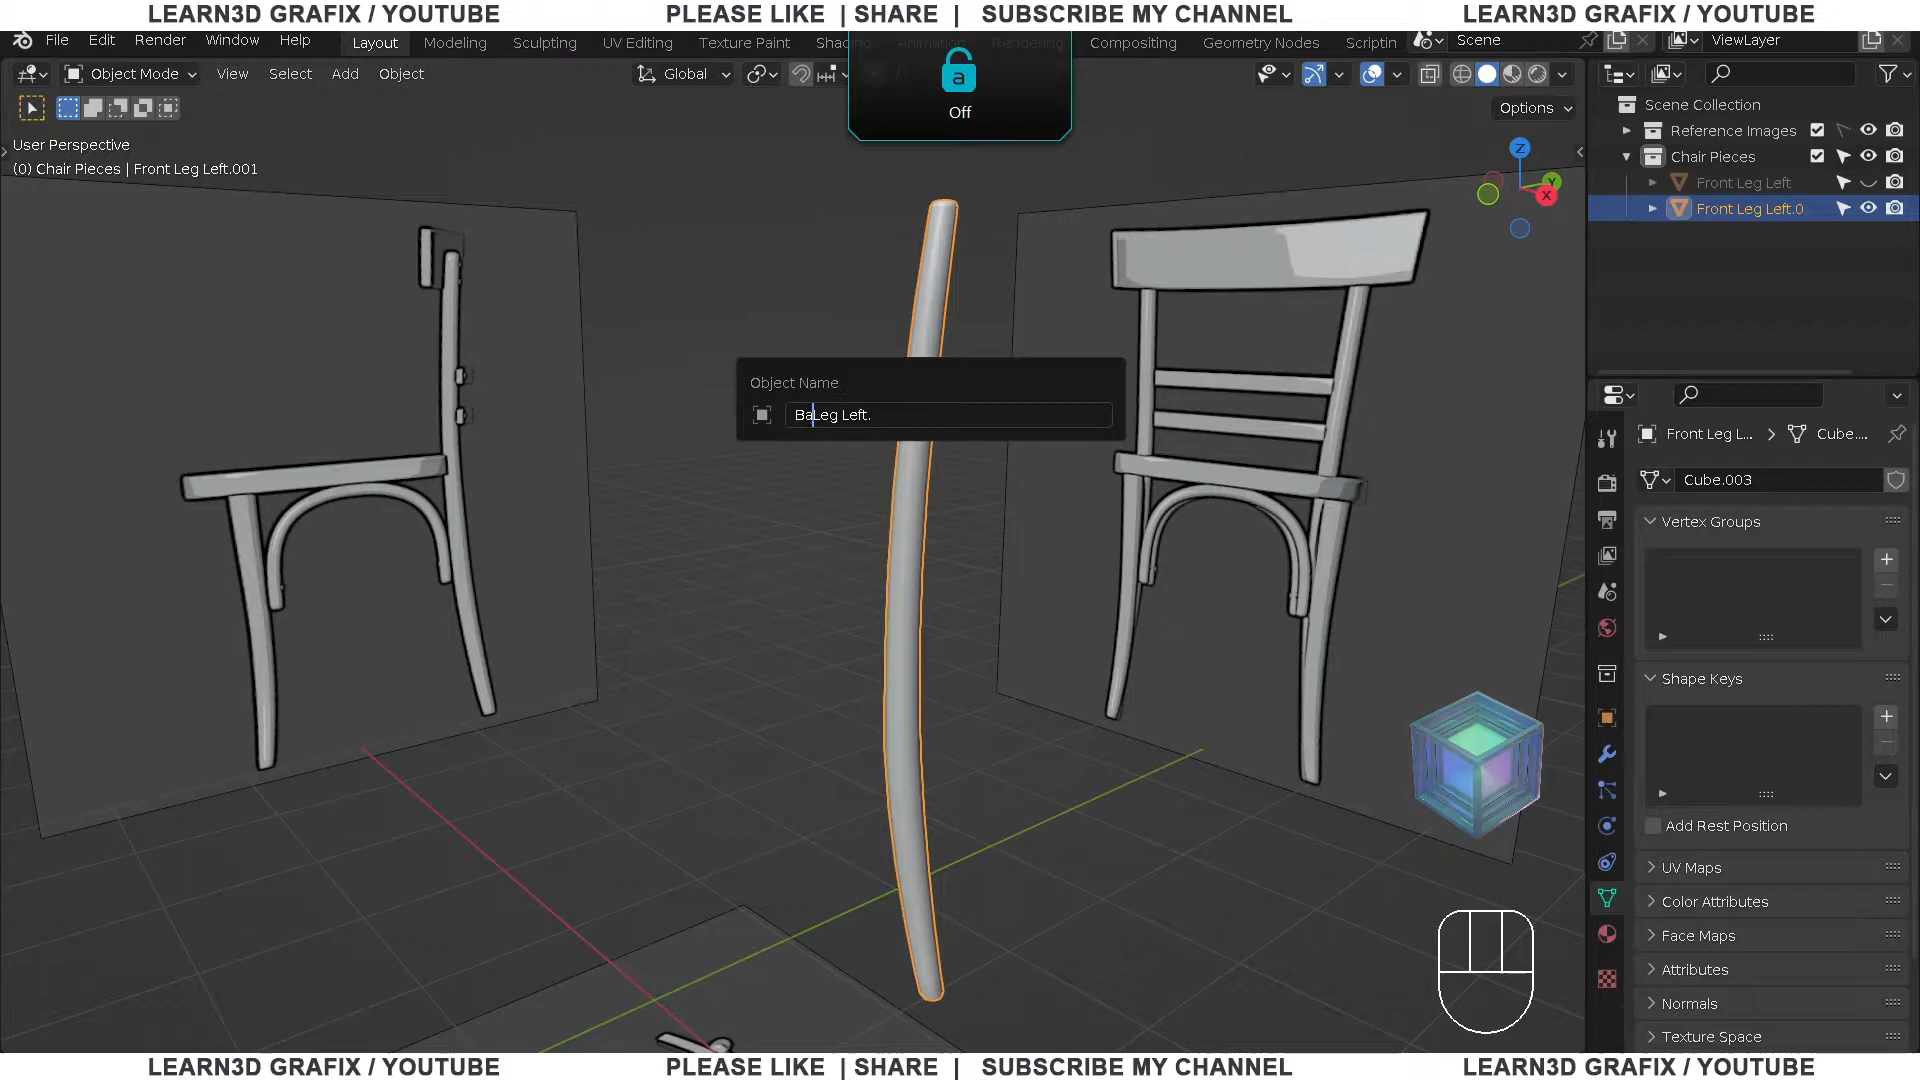 LEARN3D GRAFIX / YOUTUBE PLEASE LIKE | SHARE | SUBSCRIBE MY CHANNEL LEARN3D GRAFIX / YOUTUBE
File Edit Render Window Help Layout Modeling Sculpting UV Editing Texture Paint Shading Animation Rendering Compositing Geometry Nodes Scriptin Scene ViewLayer
Object Mode View Select Add Object Global
a
Off
Options
User Perspective
(0) Chair Pieces | Front Leg Left.001
Z
Y
X
Scene Collection
Reference Images
Chair Pieces
Front Leg Left
Front Leg Left.0
Object Name
BaLeg Left.
Front Leg L... Cube....
Cube.003
Vertex Groups
Shape Keys
Add Rest Position
UV Maps
Color Attributes
Face Maps
Attributes
Normals
Texture Space
LEARN3D GRAFIX / YOUTUBE PLEASE LIKE | SHARE | SUBSCRIBE MY CHANNEL LEARN3D GRAFIX / YOUTUBE